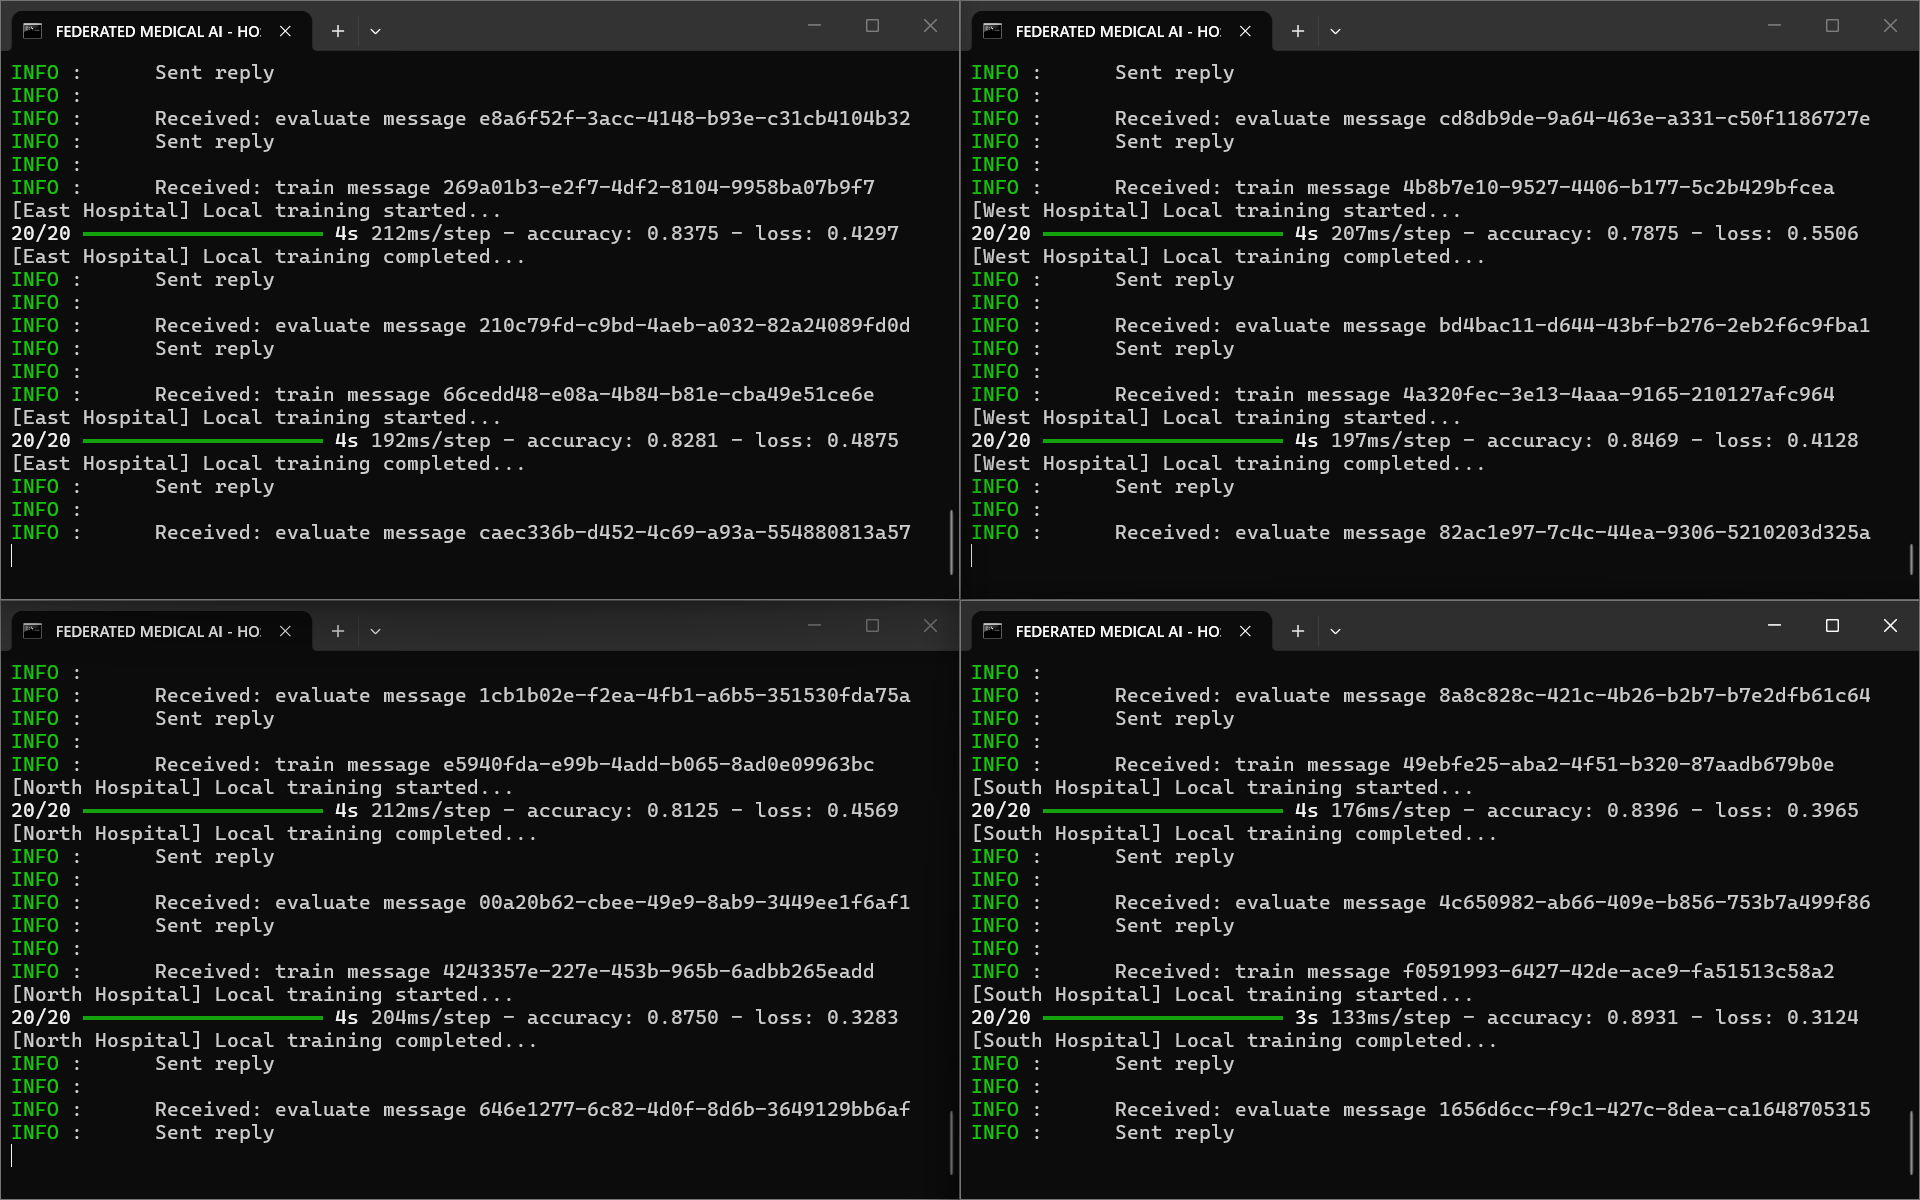 FEDERATED MEDICAL AI - HO
INFO :      Sent reply
INFO :
INFO :      Received: evaluate message e8a6f52f-3acc-4148-b93e-c31cb4104b32
INFO :      Sent reply
INFO :
INFO :      Received: train message 269a01b3-e2f7-4df2-8104-9958ba07b9f7
[East Hospital] Local training started...
20/20 4s 212ms/step - accuracy: 0.8375 - loss: 0.4297
[East Hospital] Local training completed...
INFO :      Sent reply
INFO :
INFO :      Received: evaluate message 210c79fd-c9bd-4aeb-a032-82a24089fd0d
INFO :      Sent reply
INFO :
INFO :      Received: train message 66cedd48-e08a-4b84-b81e-cba49e51ce6e
[East Hospital] Local training started...
20/20 4s 192ms/step - accuracy: 0.8281 - loss: 0.4875
[East Hospital] Local training completed...
INFO :      Sent reply
INFO :
INFO :      Received: evaluate message caec336b-d452-4c69-a93a-554880813a57
FEDERATED MEDICAL AI - HO
INFO :      Sent reply
INFO :
INFO :      Received: evaluate message cd8db9de-9a64-463e-a331-c50f1186727e
INFO :      Sent reply
INFO :
INFO :      Received: train message 4b8b7e10-9527-4406-b177-5c2b429bfcea
[West Hospital] Local training started...
20/20 4s 207ms/step - accuracy: 0.7875 - loss: 0.5506
[West Hospital] Local training completed...
INFO :      Sent reply
INFO :
INFO :      Received: evaluate message bd4bac11-d644-43bf-b276-2eb2f6c9fba1
INFO :      Sent reply
INFO :
INFO :      Received: train message 4a320fec-3e13-4aaa-9165-210127afc964
[West Hospital] Local training started...
20/20 4s 197ms/step - accuracy: 0.8469 - loss: 0.4128
[West Hospital] Local training completed...
INFO :      Sent reply
INFO :
INFO :      Received: evaluate message 82ac1e97-7c4c-44ea-9306-5210203d325a
FEDERATED MEDICAL AI - HO
INFO :
INFO :      Received: evaluate message 1cb1b02e-f2ea-4fb1-a6b5-351530fda75a
INFO :      Sent reply
INFO :
INFO :      Received: train message e5940fda-e99b-4add-b065-8ad0e09963bc
[North Hospital] Local training started...
20/20 4s 212ms/step - accuracy: 0.8125 - loss: 0.4569
[North Hospital] Local training completed...
INFO :      Sent reply
INFO :
INFO :      Received: evaluate message 00a20b62-cbee-49e9-8ab9-3449ee1f6af1
INFO :      Sent reply
INFO :
INFO :      Received: train message 4243357e-227e-453b-965b-6adbb265eadd
[North Hospital] Local training started...
20/20 4s 204ms/step - accuracy: 0.8750 - loss: 0.3283
[North Hospital] Local training completed...
INFO :      Sent reply
INFO :
INFO :      Received: evaluate message 646e1277-6c82-4d0f-8d6b-3649129bb6af
INFO :      Sent reply
FEDERATED MEDICAL AI - HO
INFO :
INFO :      Received: evaluate message 8a8c828c-421c-4b26-b2b7-b7e2dfb61c64
INFO :      Sent reply
INFO :
INFO :      Received: train message 49ebfe25-aba2-4f51-b320-87aadb679b0e
[South Hospital] Local training started...
20/20 4s 176ms/step - accuracy: 0.8396 - loss: 0.3965
[South Hospital] Local training completed...
INFO :      Sent reply
INFO :
INFO :      Received: evaluate message 4c650982-ab66-409e-b856-753b7a499f86
INFO :      Sent reply
INFO :
INFO :      Received: train message f0591993-6427-42de-ace9-fa51513c58a2
[South Hospital] Local training started...
20/20 3s 133ms/step - accuracy: 0.8931 - loss: 0.3124
[South Hospital] Local training completed...
INFO :      Sent reply
INFO :
INFO :      Received: evaluate message 1656d6cc-f9c1-427c-8dea-ca1648705315
INFO :      Sent reply